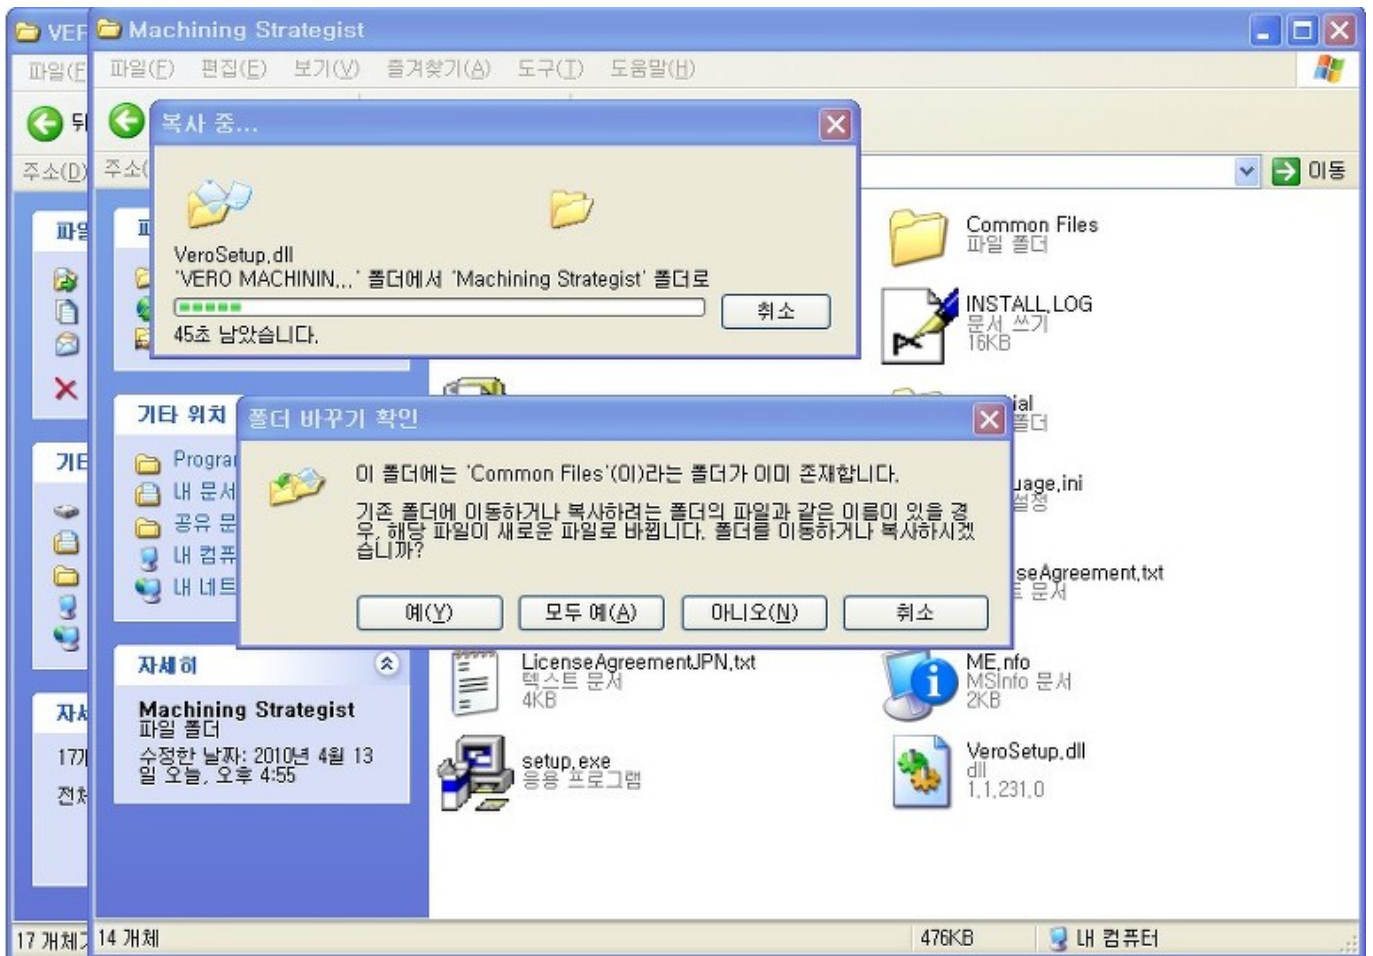 VER
Machining Strategist
파일(F) 편집(E) 보기(V) 즐겨찾기(A) 도구(T) 도움말(H)
주소(D)
이동
복사 중...
VeroSetup.dll
'VERO MACHININ...' 폴더에서 'Machining Strategist' 폴더로
취소
45초 남았습니다.
Common Files
파일 폴더
INSTALL.LOG
문서 쓰기
16KB
기타 위치
내 문서
폴더 바꾸기 확인
이 폴더에는 'Common Files'(이)라는 폴더가 이미 존재합니다.
기존 폴더에 이동하거나 복사하려는 폴더의 파일과 같은 이름이 있을 경
우, 해당 파일이 새로운 파일로 바뀝니다. 폴더를 이동하거나 복사하시겠
습니까?
예(Y) 모두 예(A) 아니오(N) 취소
자세히
Machining Strategist
파일 폴더
수정한 날짜: 2010년 4월 13
일 오늘, 오후 4:55
LicenseAgreementJPN.txt
텍스트 문서
4KB
ME.nfo
MSInfo 문서
2KB
setup.exe
응용 프로그램
VeroSetup.dll
dll
1.1.231.0
14 개체
476KB
내 컴퓨터